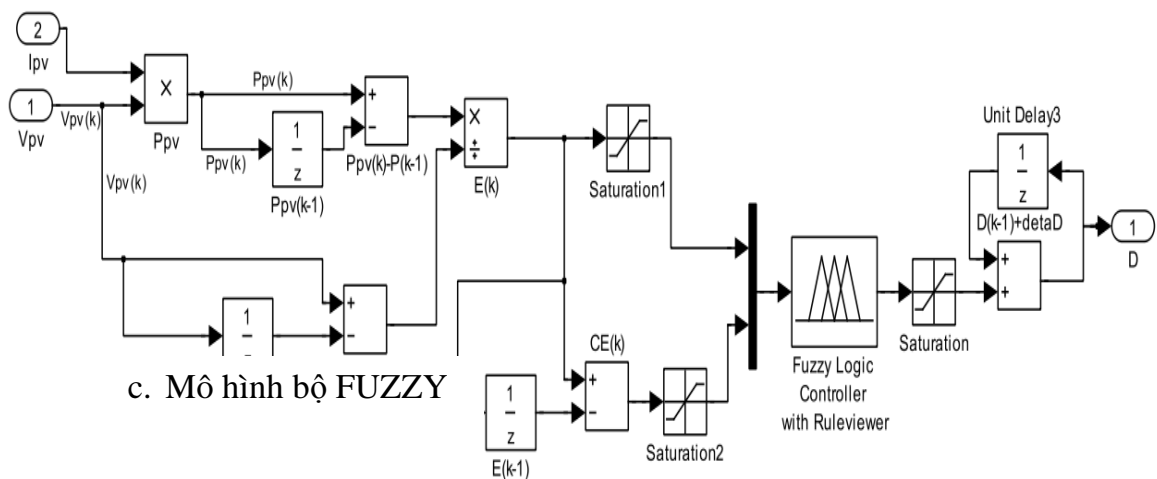 2
Ipv
1
Vpv
Vpv(k)
Vpv(k)
X
Ppv
Ppv(k)
Ppv(k)
1
z
Ppv(k-1)
+
−
Ppv(k)-P(k-1)
X
÷
E(k)
+
−
1
Saturation1
CE(k)
+
−
1
z
E(k-1)
Saturation2
Fuzzy Logic
Controller
with Ruleviewer
Saturation
Unit Delay3
1
z
D(k-1)+detaD
+
+
1
D
c. Mô hình bộ FUZZY